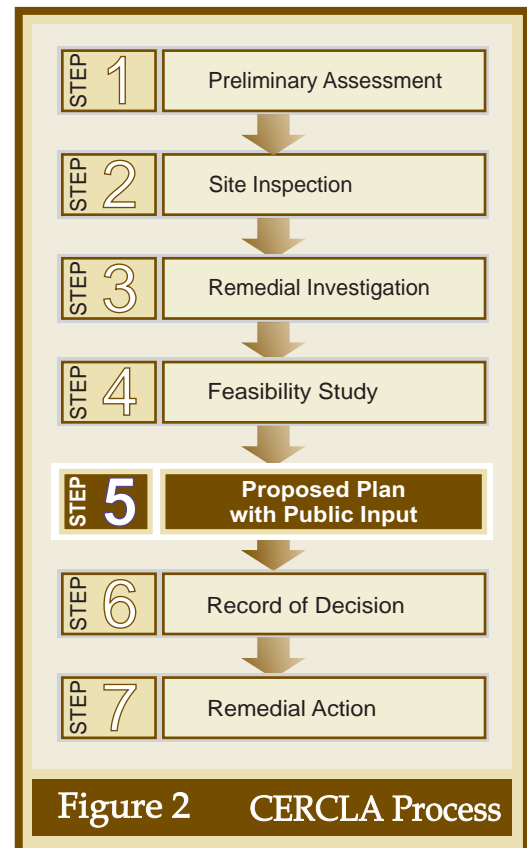 STEP 1 Preliminary Assessment
STEP 2 Site Inspection
STEP 3 Remedial Investigation
STEP 4 Feasibility Study
STEP 5 Proposed Plan
with Public Input
STEP 6 Record of Decision
STEP 7 Remedial Action
Figure 2 CERCLA Process